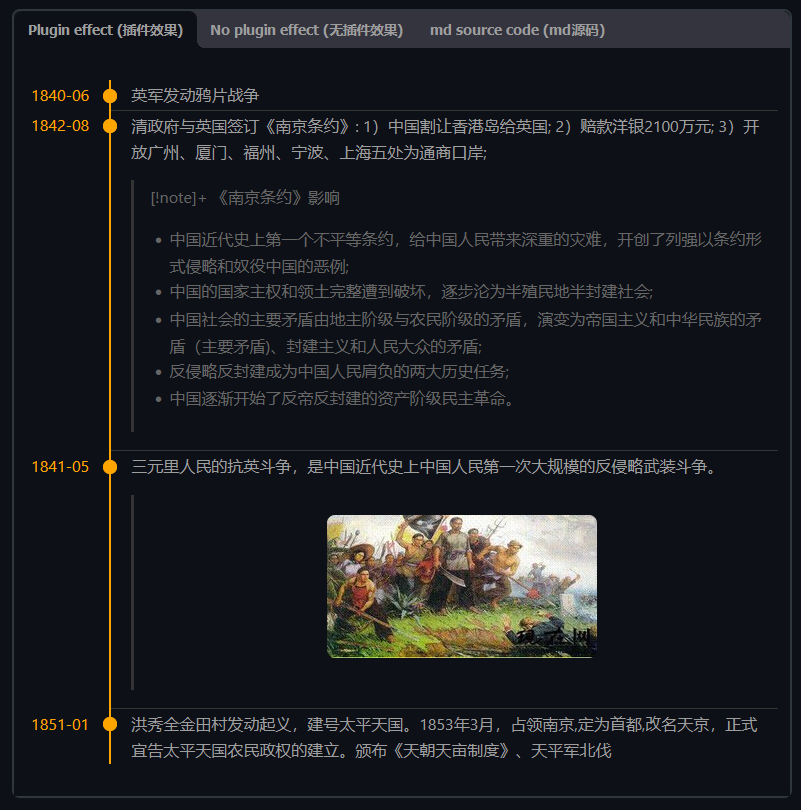 Plugin effect (插件效果) No plugin effect (无插件效果) md source code (md源码)
1840-06 英军发动鸦片战争
1842-08 清政府与英国签订《南京条约》: 1）中国割让香港岛给英国; 2）赔款洋银2100万元; 3）开
放广州、厦门、福州、宁波、上海五处为通商口岸;
[!note]+ 《南京条约》影响
• 中国近代史上第一个不平等条约，给中国人民带来深重的灾难，开创了列强以条约形
式侵略和奴役中国的恶例;
• 中国的国家主权和领土完整遭到破坏，逐步沦为半殖民地半封建社会;
• 中国社会的主要矛盾由地主阶级与农民阶级的矛盾，演变为帝国主义和中华民族的矛
盾（主要矛盾)、封建主义和人民大众的矛盾;
• 反侵略反封建成为中国人民肩负的两大历史任务;
• 中国逐渐开始了反帝反封建的资产阶级民主革命。
1841-05 三元里人民的抗英斗争，是中国近代史上中国人民第一次大规模的反侵略武装斗争。
现在网
1851-01 洪秀全金田村发动起义，建号太平天国。1853年3月，占领南京,定为首都,改名天京，正式
宣告太平天国农民政权的建立。颁布《天朝天亩制度》、天平军北伐